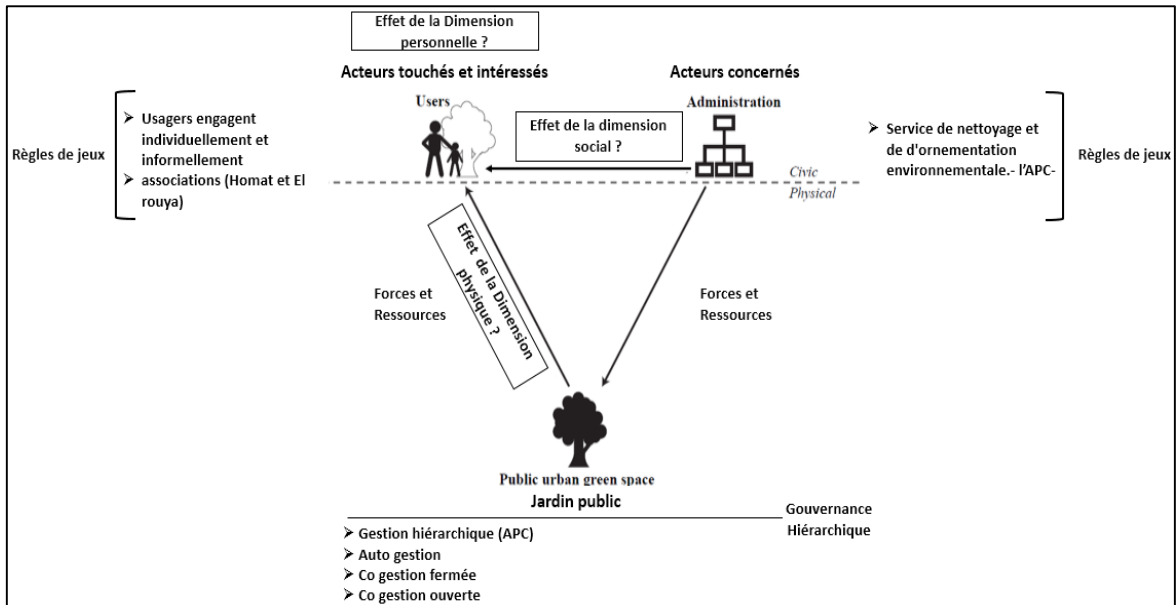 Effet de la Dimension
personnelle ?
Acteurs touchés et intéressés
Acteurs concernés
Users
Administration
Règles de jeux
➢ Usagers engagent
individuellement et
informellement
➢ associations (Homat et El
rouya)
Effet de la dimension
social ?
➢ Service de nettoyage et
de d'ornementation
environnementale.- l'APC-
Règles de jeux
Civic
Physical
Effet de la Dimension
physique ?
Forces et
Ressources
Forces et
Ressources
Public urban green space
Jardin public
Gouvernance
Hiérarchique
➢ Gestion hiérarchique (APC)
➢ Auto gestion
➢ Co gestion fermée
➢ Co gestion ouverte